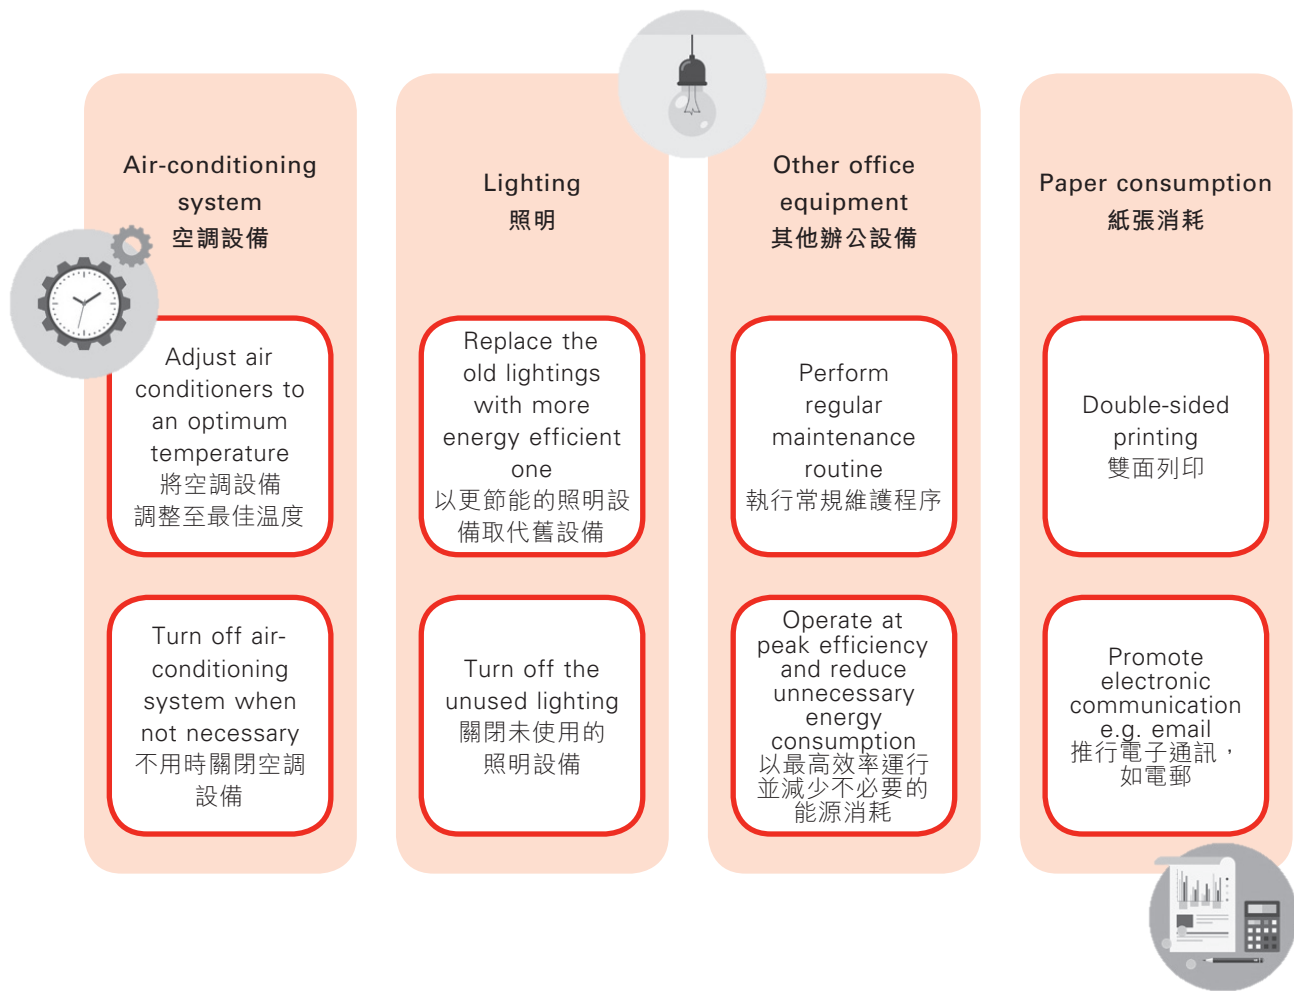 Air-conditioning
system
空調設備
Adjust air
conditioners to
an optimum
temperature
將空調設備
調整至最佳溫度
Turn off air-
conditioning
system when
not necessary
不用時關閉空調
設備
Lighting
照明
Replace the
old lightings
with more
energy efficient
one
以更節能的照明設
備取代舊設備
Turn off the
unused lighting
關閉未使用的
照明設備
Other office
equipment
其他辦公設備
Perform
regular
maintenance
routine
執行常規維護程序
Operate at
peak efficiency
and reduce
unnecessary
energy
consumption
以最高效率運行
並減少不必要的
能源消耗
Paper consumption
紙張消耗
Double-sided
printing
雙面列印
Promote
electronic
communication
e.g. email
推行電子通訊，
如電郵